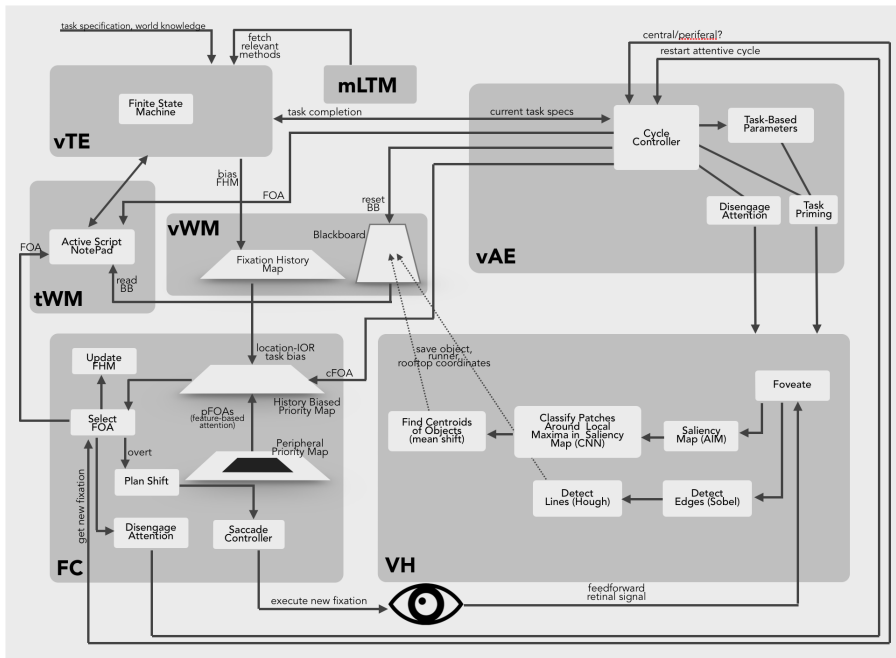 task specification, world knowledge
fetch
relevant
methods
mLTM
Finite State
Machine
vTE
central/periferal?
restart attentive cycle
task completion
current task specs
Cycle
Controller
Task-Based
Parameters
Disengage
Attention
Task
Priming
vAE
bias
FHM
FOA
reset
BB
vWM
Blackboard
Fixation History
Map
FOA
Active Script
NotePad
read
BB
tWM
location-IOR
task bias
cFOA
save object,
runner,
rooftop coordinates
Update
FHM
History Biased
Priority Map
Select
FOA
pFOAs
(feature-based
attention)
Peripheral
Priority Map
overt
Plan Shift
get new fixation
Disengage
Attention
Saccade
Controller
FC
Foveate
Find Centroids
of Objects
(mean shift)
Classify Patches
Around Local
Maxima in Saliency
Map (CNN)
Saliency
Map (AIM)
Detect
Lines (Hough)
Detect
Edges (Sobel)
VH
execute new fixation
feedforward
retinal signal